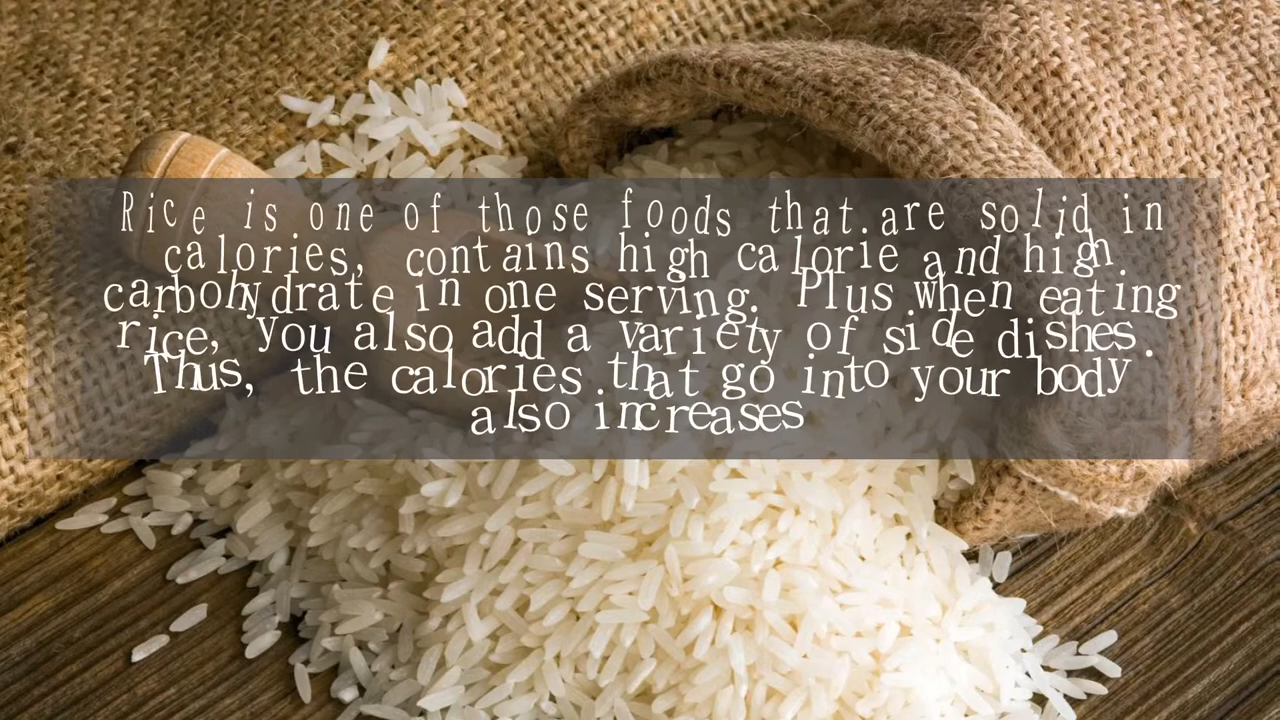 Rice is one of those foods that are solid in
calories, contains high calorie and high
carbohydrate in one serving. Plus when eating
rice, you also add a variety of side dishes.
Thus, the calories that go into your body
also increases